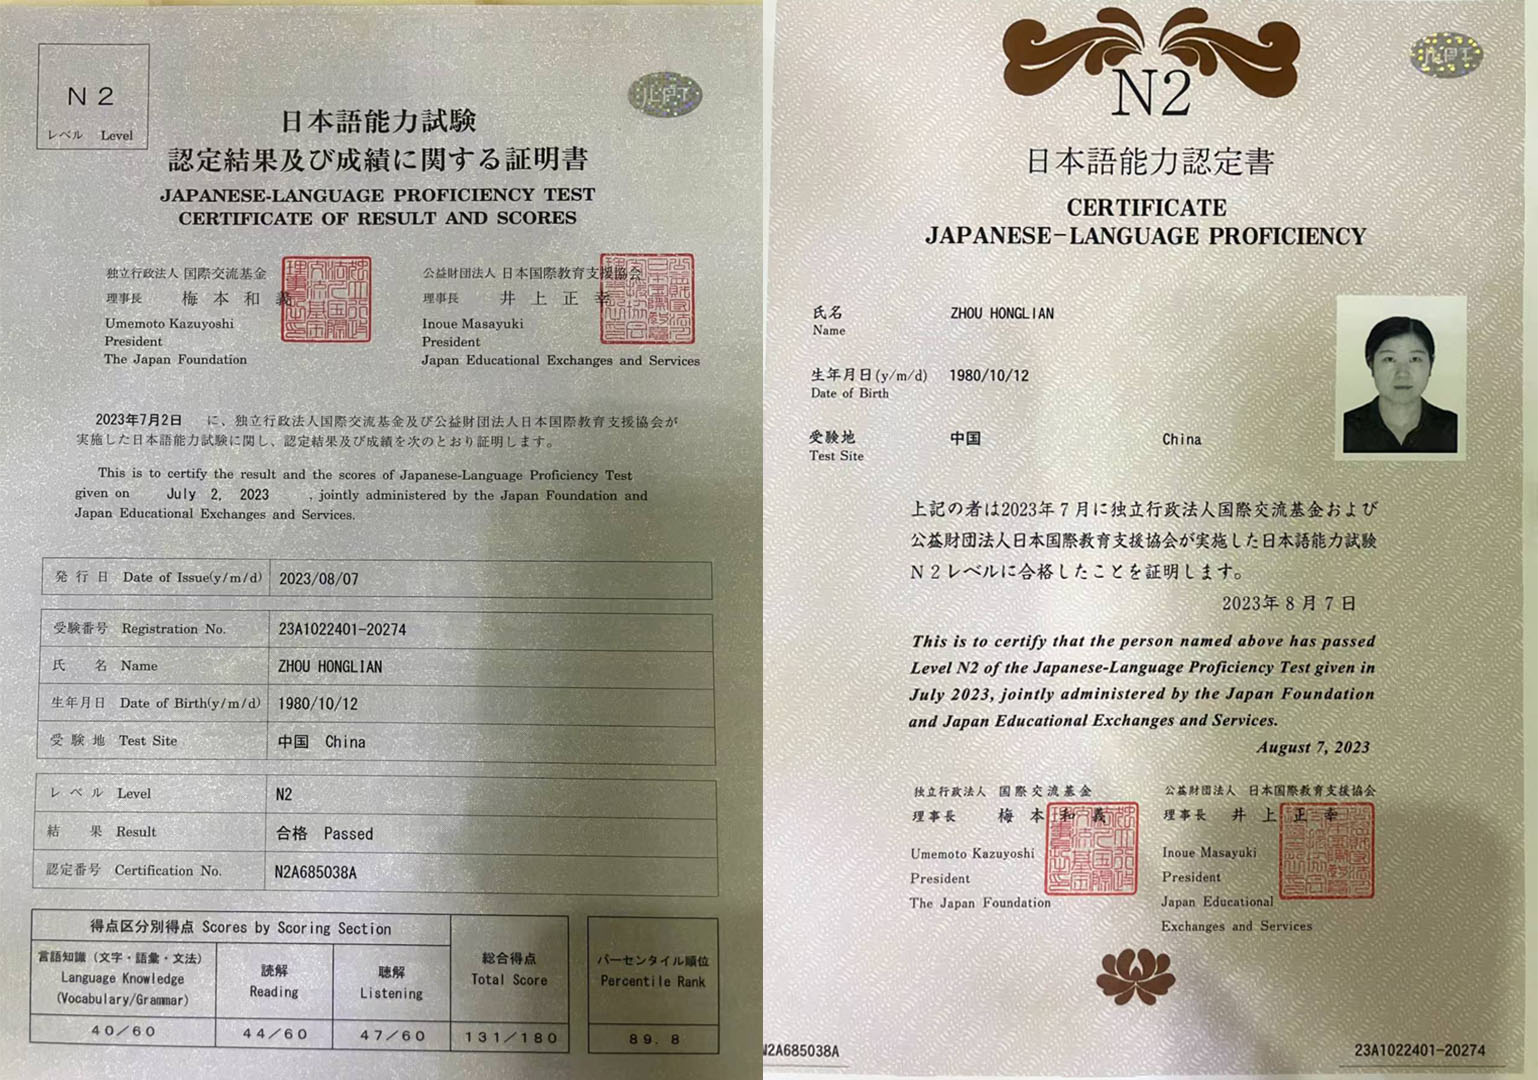 N2
レベル Level
JLPT
日本語能力試験
認定結果及び成績に関する証明書
JAPANESE-LANGUAGE PROFICIENCY TEST
CERTIFICATE OF RESULT AND SCORES
独立行政法人 国際交流基金
理事長 梅本和義
Umemoto Kazuyoshi
President
The Japan Foundation
公益財団法人 日本国際教育支援協会
理事長 井上正幸
Inoue Masayuki
President
Japan Educational Exchanges and Services
2023年7月2日 に、独立行政法人国際交流基金及び公益財団法人日本国際教育支援協会が
実施した日本語能力試験に関し、認定結果及び成績を次のとおり証明します。
This is to certify the result and the scores of Japanese-Language Proficiency Test
given on July 2, 2023 , jointly administered by the Japan Foundation and
Japan Educational Exchanges and Services.
発行日 Date of Issue(y/m/d) 2023/08/07
受験番号 Registration No. 23A1022401-20274
氏 名 Name ZHOU HONGLIAN
生年月日 Date of Birth(y/m/d) 1980/10/12
受験地 Test Site 中国 China
レベル Level N2
結 果 Result 合格 Passed
認定番号 Certification No. N2A685038A
得点区分別得点 Scores by Scoring Section
言語知識（文字・語彙・文法）
Language Knowledge
(Vocabulary/Grammar)
読解
Reading
聴解
Listening
総合得点
Total Score
パーセンタイル順位
Percentile Rank
40/60 44/60 47/60 131/180 89.8
N2
JLPT
日本語能力認定書
CERTIFICATE
JAPANESE-LANGUAGE PROFICIENCY
氏名 ZHOU HONGLIAN
Name
生年月日(y/m/d) 1980/10/12
Date of Birth
受験地 中国 China
Test Site
上記の者は2023年7月に独立行政法人国際交流基金および
公益財団法人日本国際教育支援協会が実施した日本語能力試験
N2レベルに合格したことを証明します。
2023年8月7日
This is to certify that the person named above has passed
Level N2 of the Japanese-Language Proficiency Test given in
July 2023, jointly administered by the Japan Foundation
and Japan Educational Exchanges and Services.
August 7, 2023
独立行政法人 国際交流基金
理事長 梅本和義
Umemoto Kazuyoshi
President
The Japan Foundation
公益財団法人 日本国際教育支援協会
理事長 井上正幸
Inoue Masayuki
President
Japan Educational
Exchanges and Services
N2A685038A
23A1022401-20274